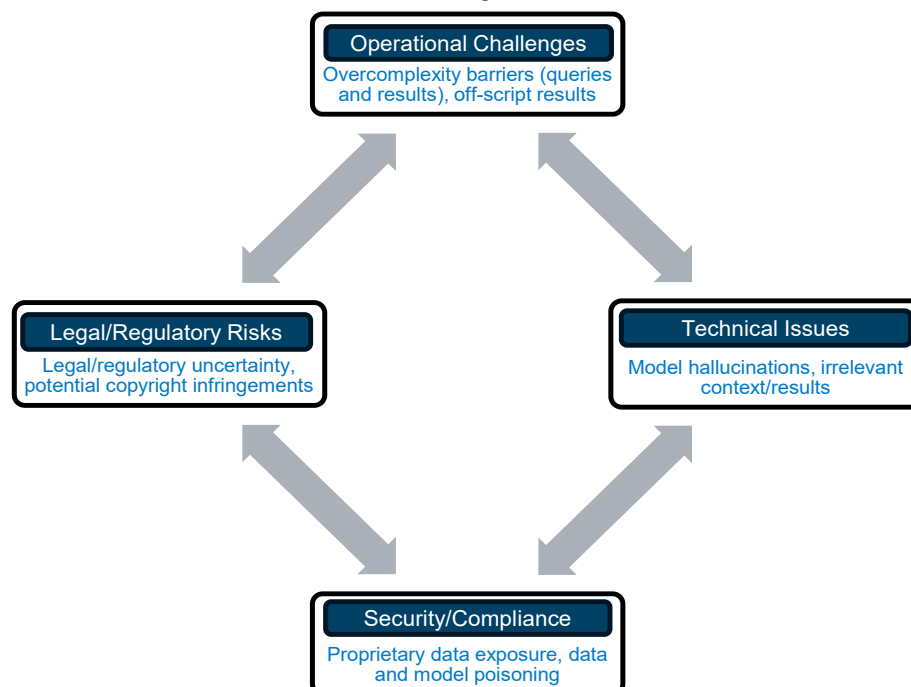 Operational Challenges
Overcomplexity barriers (queries
and results), off-script results
Legal/Regulatory Risks
Legal/regulatory uncertainty,
potential copyright infringements
Technical Issues
Model hallucinations, irrelevant
context/results
Security/Compliance
Proprietary data exposure, data
and model poisoning